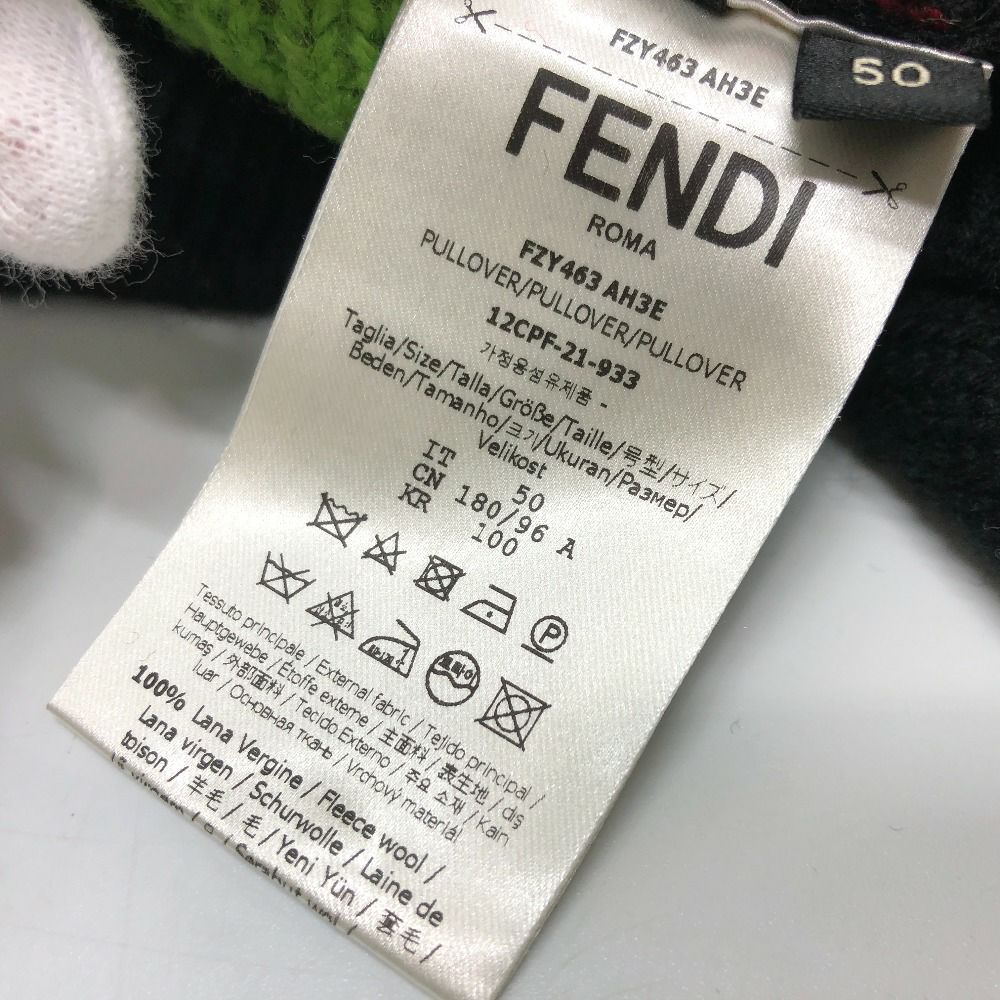 50
FZY463 AH3E
FENDI
ROMA
FZY463 AH3E
PULLOVER/PULLOVER/PULLOVER
12CPF-21-933
가정용섬유제품 -
Taglia/Size/Talla/Größe/Taille/号型/サイズ/
Beden/Tamanho/크기/Ukuran/Размер/
Velikost
IT 50
CN 180/96 A
KR 100
P
드라이
Tessuto principale / External fabric / Tejido principal /
Hauptgewebe / Étoffe externe / 主面料 / 表生地 / diş
kumaş / 外部面料 / Tecido Externo / 주요 소재 / Kain
luar / Основная ткань / Vrchový materiál
100% Lana Vergine / Fleece wool /
Lana virgen / Schurwolle / Laine de
toison / 羊毛 / 毛 / Yeni Yün /